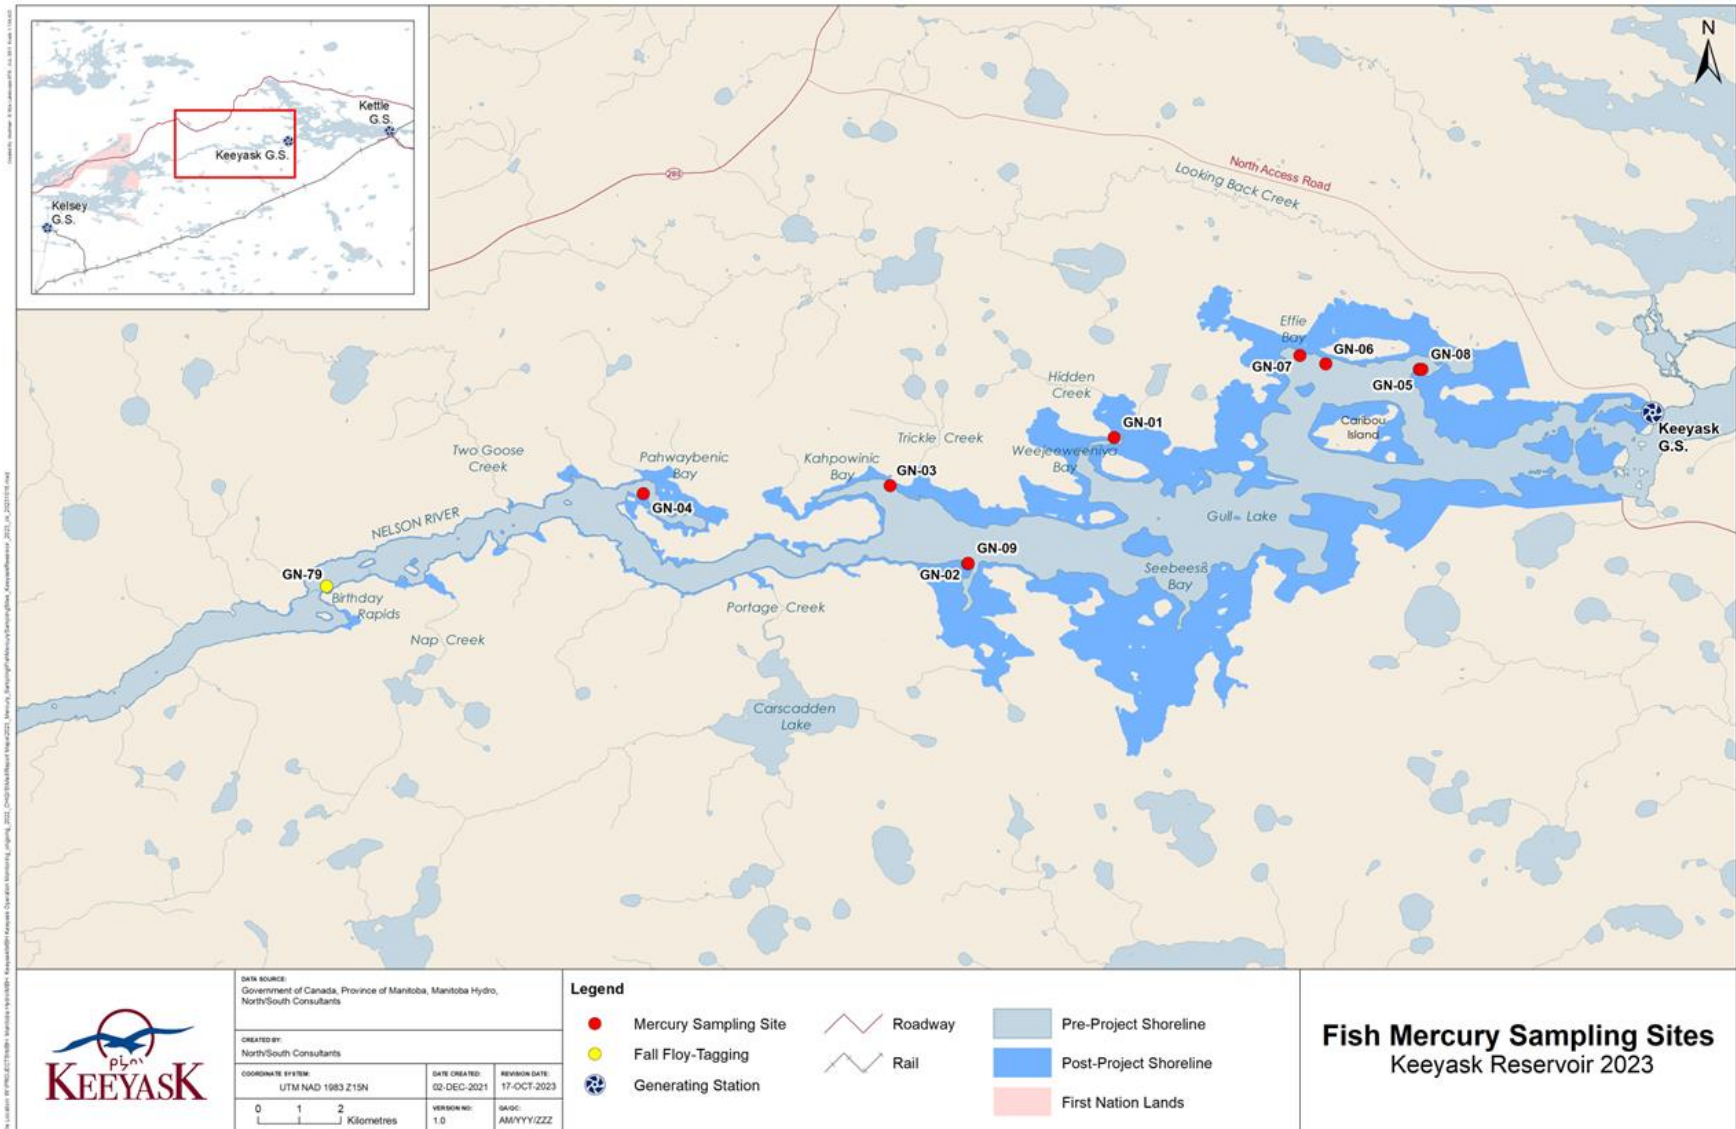 N
Kettle
G.S.
Keeyask G.S.
Kelsey
G.S.
280
North Access Road
Looking Back Creek
Effie
Bay
GN-06
GN-08
GN-07
GN-05
Hidden
Creek
Caribou
Island
Keeyask
G.S.
GN-01
Trickle Creek
Weejeeweeniwa
Bay
Two Goose
Creek
Pahwaybenic
Bay
Kahpowinic
Bay
GN-03
GN-04
NELSON RIVER
Gull Lake
GN-09
GN-02
Seebeesis
Bay
GN-79
Birthday
Rapids
Portage Creek
Nap Creek
Carscadden
Lake
KEEYASK
DATA SOURCE:
Government of Canada, Province of Manitoba, Manitoba Hydro,
North/South Consultants
CREATED BY:
North/South Consultants
COORDINATE SYSTEM:
UTM NAD 1983 Z15N
DATE CREATED:
02-DEC-2021
REVISION DATE:
17-OCT-2023
0 1 2
Kilometres
VERSION NO:
1.0
QA/QC:
AM/YYY/ZZZ
Legend
Mercury Sampling Site
Fall Floy-Tagging
Generating Station
Roadway
Rail
Pre-Project Shoreline
Post-Project Shoreline
First Nation Lands
Fish Mercury Sampling Sites
Keeyask Reservoir 2023